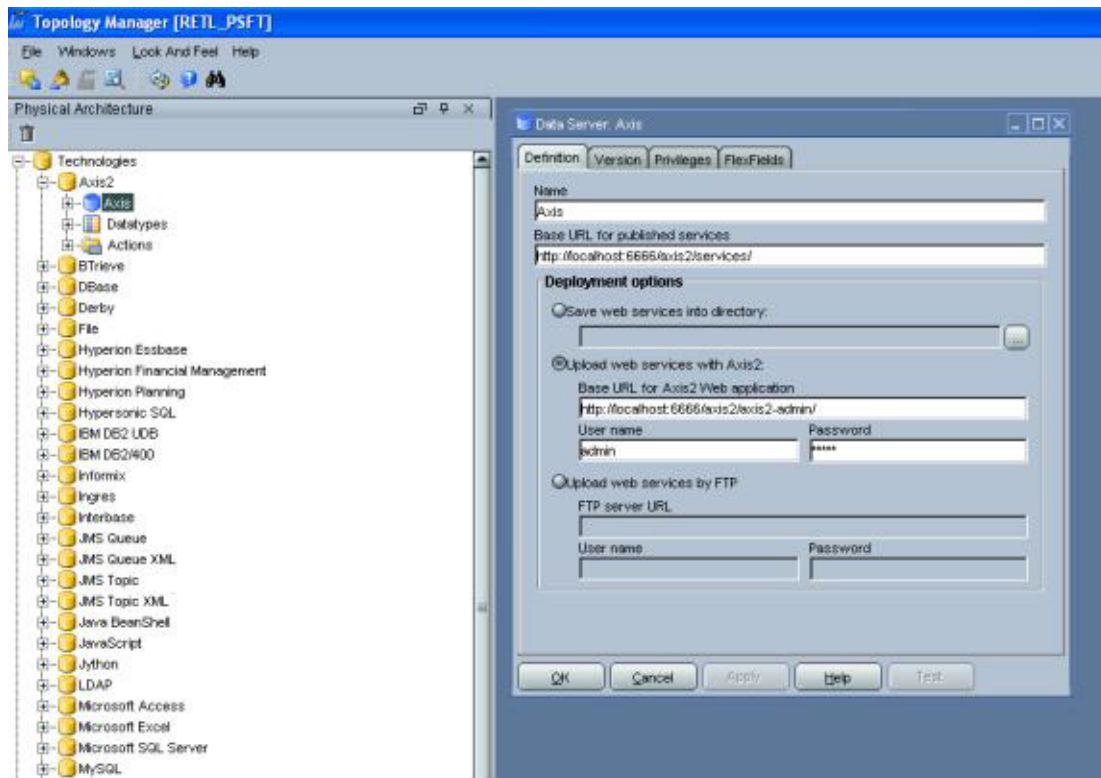 Topology Manager [RETL_PSFT]
File Windows Look And Feel Help
Physical Architecture
Technologies
Axis2
Axis
Datatypes
Actions
BTrieve
DBase
Derby
File
Hyperion Essbase
Hyperion Financial Management
Hyperion Planning
Hypersonic SQL
IBM DB2 UDB
IBM DB2/400
Informix
Ingres
Interbase
JMS Queue
JMS Queue XML
JMS Topic
JMS Topic XML
Java BeanShell
JavaScript
Jython
LDAP
Microsoft Access
Microsoft Excel
Microsoft SQL Server
MySQL
Data Server: Axis
Definition Version Privileges FlexFields
Name
Axis
Base URL for published services
http://localhost:6666/axis2/services/
Deployment options
Save web services into directory:
...
Upload web services with Axis2:
Base URL for Axis2 Web application
http://localhost:6666/axis2/axis2-admin/
User name Password
admin *****
Upload web services by FTP
FTP server URL
User name Password
OK Cancel Apply Help Test